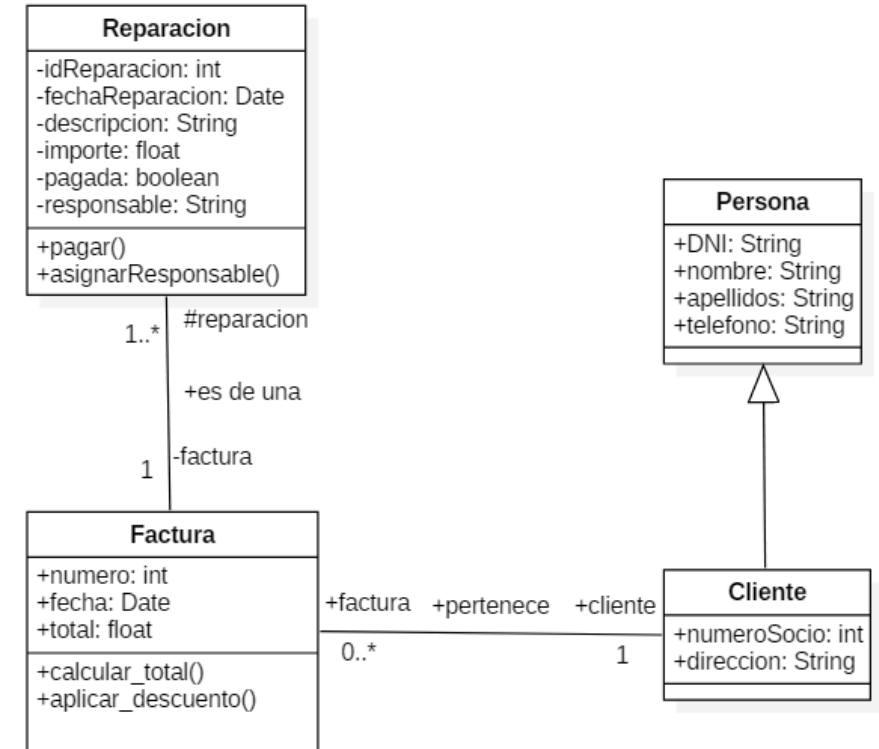 Reparacion
-idReparacion: int
-fechaReparacion: Date
-descripcion: String
-importe: float
-pagada: boolean
-responsable: String
+pagar()
+asignarResponsable()
#reparacion
1..*
+es de una
-factura
1
Persona
+DNI: String
+nombre: String
+apellidos: String
+telefono: String
Factura
+numero: int
+fecha: Date
+total: float
+calcular_total()
+aplicar_descuento()
+factura +pertenece +cliente
0..* 1
Cliente
+numeroSocio: int
+direccion: String